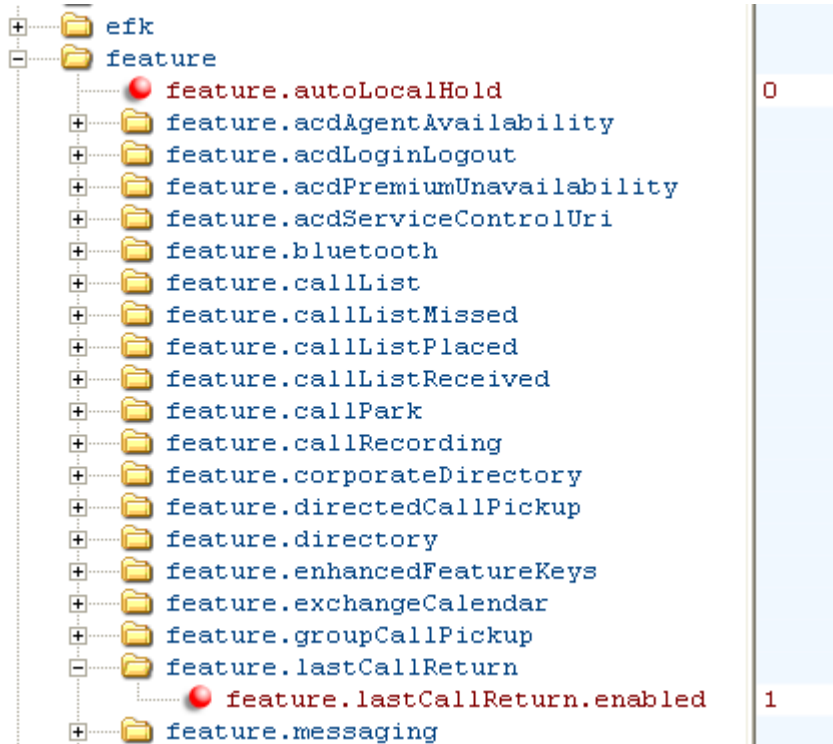 efk
feature
feature.autoLocalHold 0
feature.acdAgentAvailability
feature.acdLoginLogout
feature.acdPremiumUnavailability
feature.acdServiceControlUri
feature.bluetooth
feature.callList
feature.callListMissed
feature.callListPlaced
feature.callListReceived
feature.callPark
feature.callRecording
feature.corporateDirectory
feature.directedCallPickup
feature.directory
feature.enhancedFeatureKeys
feature.exchangeCalendar
feature.groupCallPickup
feature.lastCallReturn
feature.lastCallReturn.enabled 1
feature.messaging